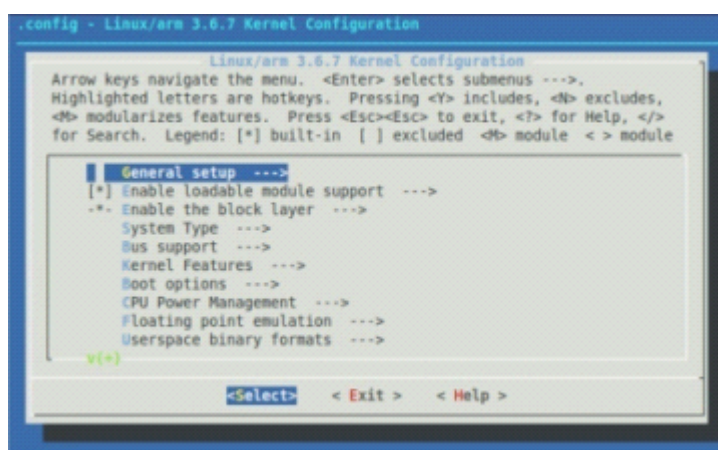 .config - Linux/arm 3.6.7 Kernel Configuration
Linux/arm 3.6.7 Kernel Configuration
Arrow keys navigate the menu.  <Enter> selects submenus --->.
Highlighted letters are hotkeys.  Pressing <Y> includes, <N> excludes,
<M> modularizes features.  Press <Esc><Esc> to exit, <?> for Help, </>
for Search.  Legend: [*] built-in  [ ] excluded  <M> module  < > module
General setup  --->
[*] Enable loadable module support  --->
-*- Enable the block layer  --->
System Type  --->
Bus support  --->
Kernel Features  --->
Boot options  --->
CPU Power Management  --->
Floating point emulation  --->
Userspace binary formats  --->
v(+)
<Select>    < Exit >    < Help >